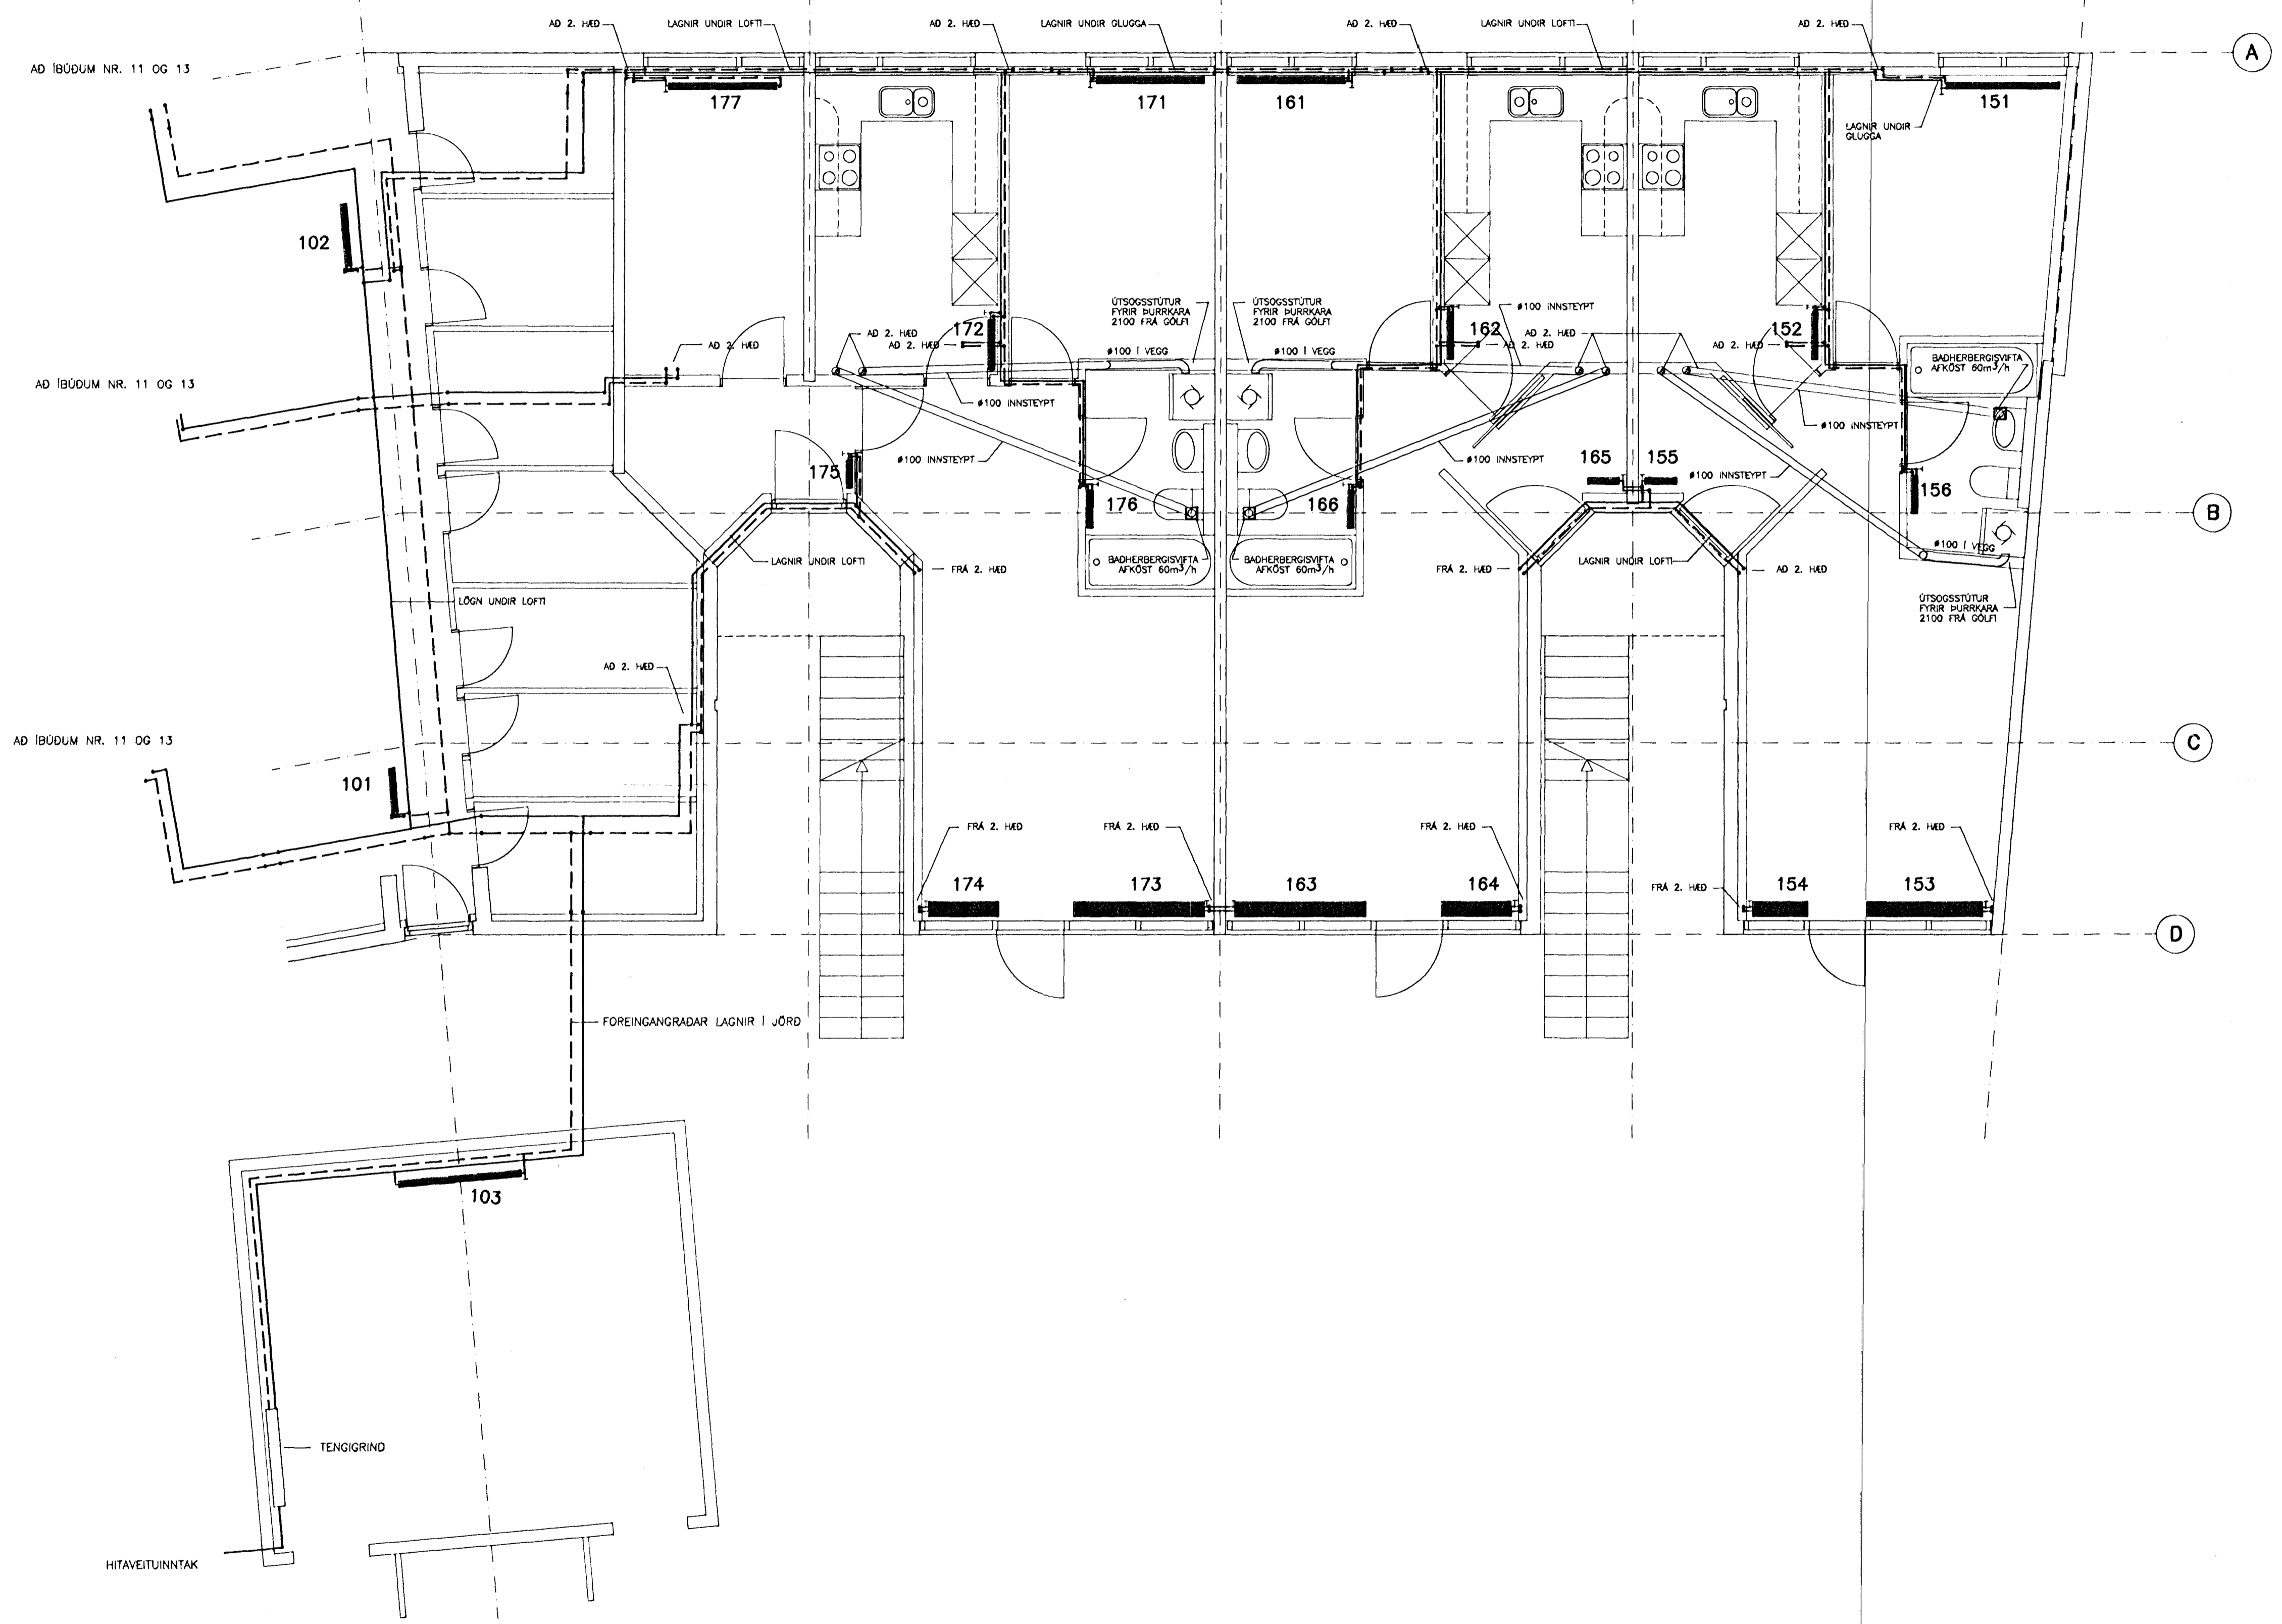 AÐ 2. HÆÐ
LAGNIR UNDIR LOFTI
AÐ 2. HÆÐ
LAGNIR UNDIR GLUGGA
AÐ 2. HÆÐ
LAGNIR UNDIR LOFTI
AÐ 2. HÆÐ
A
AÐ ÍBÚÐUM NR. 11 OG 13
177
171
161
151
LAGNIR UNDIR
GLUGGA
102
ÚTSOGSSTÚTUR
FYRIR ÞURRKARA
2100 FRÁ GÓLFI
ÚTSOGSSTÚTUR
FYRIR ÞURRKARA
2100 FRÁ GÓLFI
ø100 INNSTEYPT
172
AÐ 2. HÆÐ
162
AÐ 2. HÆÐ
152
AÐ 2. HÆÐ
AÐ 2. HÆÐ
AÐ 2. HÆÐ
AÐ 2. HÆÐ
ø100 Í VEGG
ø100 Í VEGG
BAÐHERBERGISVIFTA
AFKÖST 60m³/h
AÐ ÍBÚÐUM NR. 11 OG 13
ø100 INNSTEYPT
ø100 INNSTEYPT
175
ø100 INNSTEYPT
ø100 INNSTEYPT
165
155
ø100 INNSTEYPT
156
176
166
B
ø100 Í VEGG
LAGNIR UNDIR LOFTI
FRÁ 2. HÆÐ
BAÐHERBERGISVIFTA
AFKÖST 60m³/h
BAÐHERBERGISVIFTA
AFKÖST 60m³/h
FRÁ 2. HÆÐ
LAGNIR UNDIR LOFTI
AÐ 2. HÆÐ
LÖGN UNDIR LOFTI
ÚTSOGSSTÚTUR
FYRIR ÞURRKARA
2100 FRÁ GÓLFI
AÐ 2. HÆÐ
AÐ ÍBÚÐUM NR. 11 OG 13
C
101
FRÁ 2. HÆÐ
FRÁ 2. HÆÐ
FRÁ 2. HÆÐ
FRÁ 2. HÆÐ
174
173
163
164
FRÁ 2. HÆÐ
154
153
D
FOREINGANGRAÐAR LAGNIR Í JÖRÐ
103
TENGIGRIND
HITAVEITUINNTAK